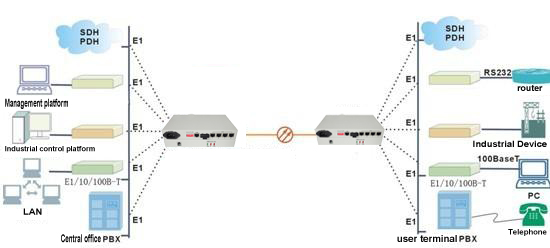 SDH
PDH
E1
E1
Management platform
E1
Industrial control platform
E1
E1/10/100B-T
LAN
E1
Central office PBX
SDH
PDH
E1
RS232
E1
router
E1
Industrial Device
100BaseT
E1
E1/10/100B-T
PC
E1
user terminal PBX
Telephone